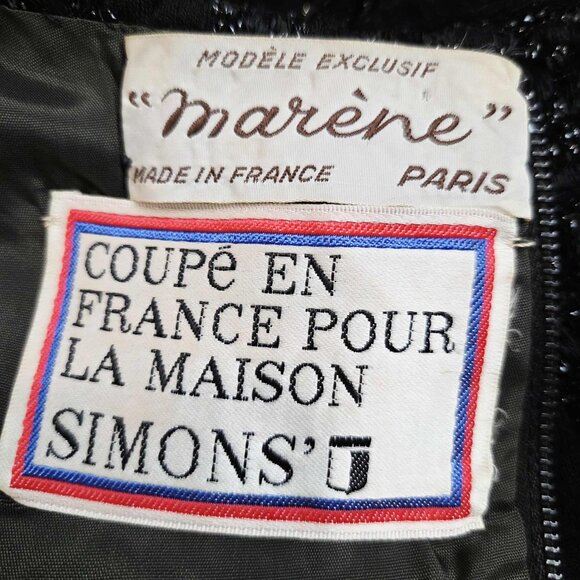 MODÈLE EXCLUSIF
"marène"
MADE IN FRANCE PARIS
COUPé EN
FRANCE POUR
LA MAISON
SIMONS'